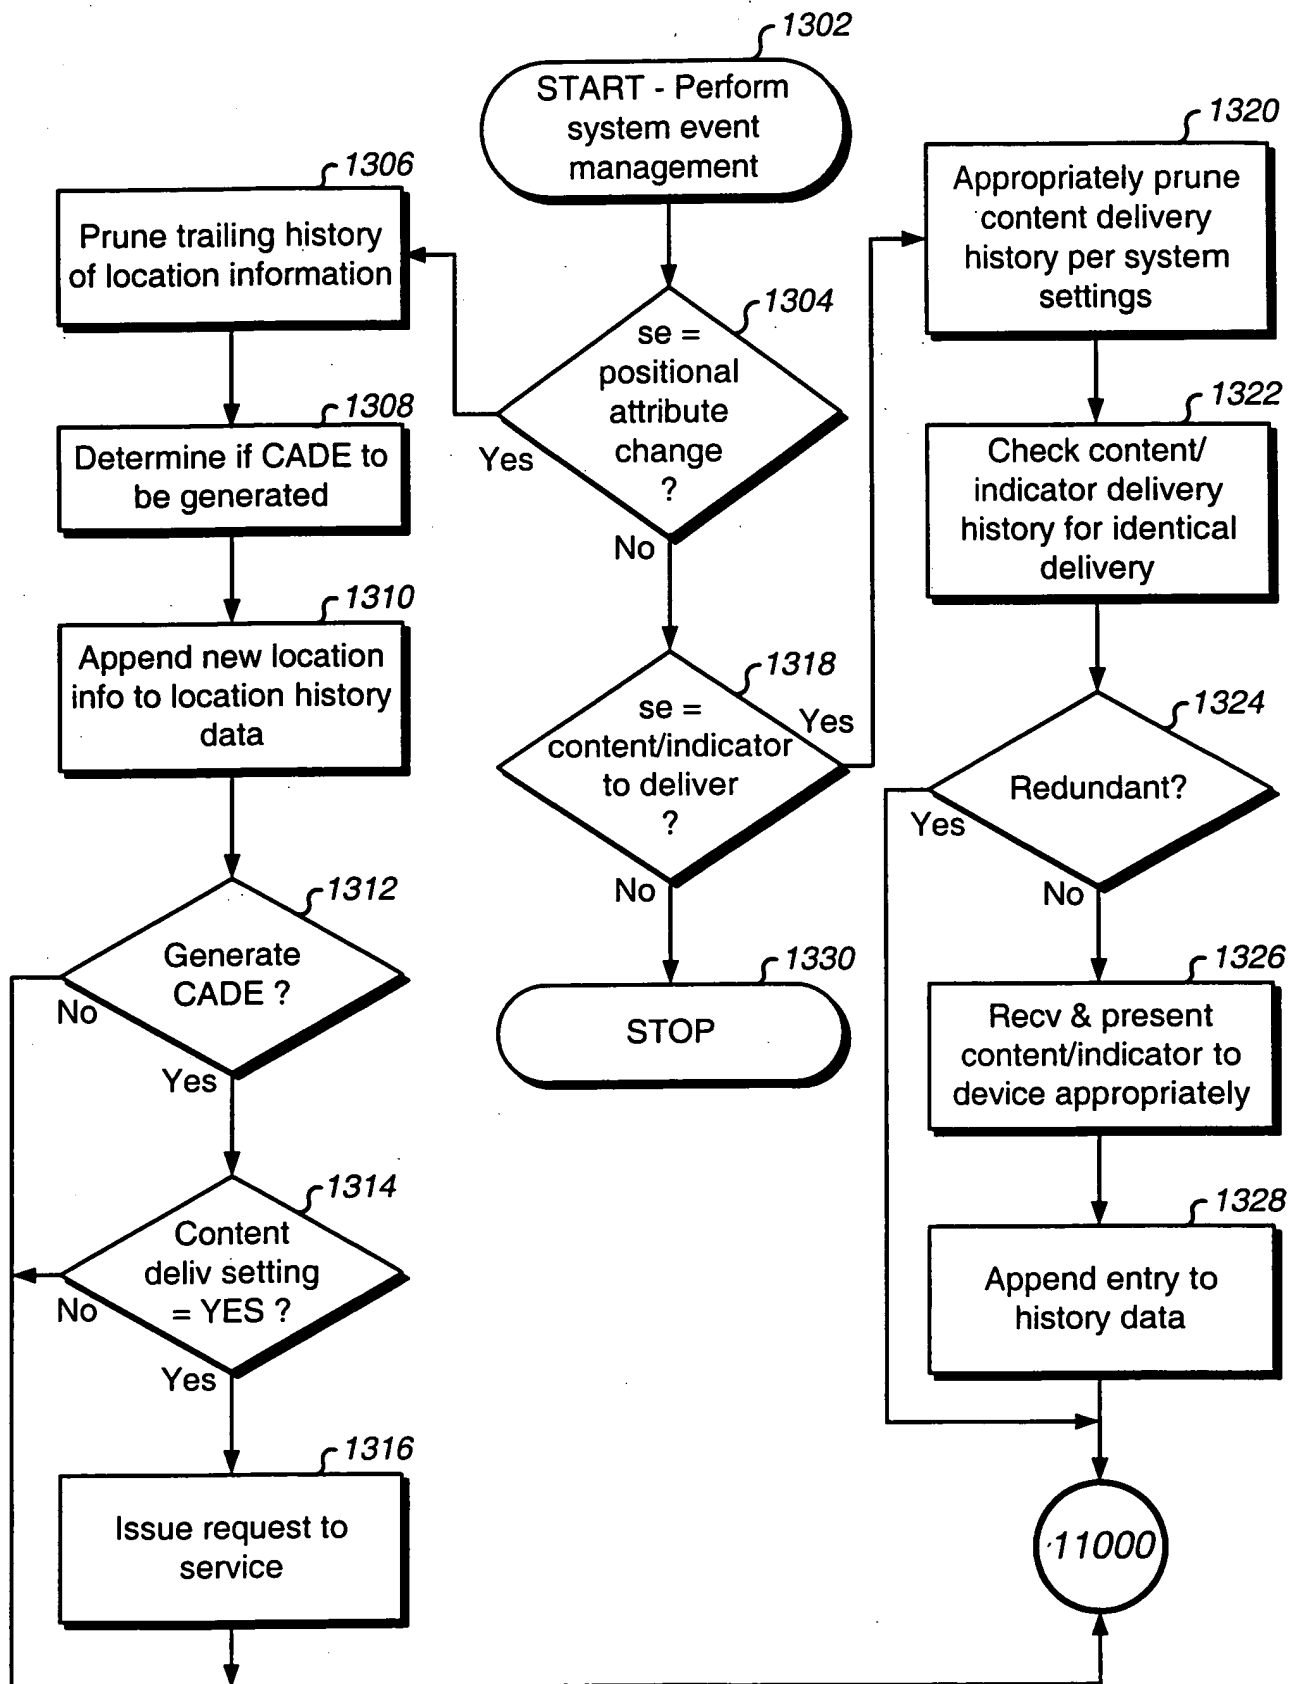 1302
START - Perform
system event
management
1304
se =
positional
attribute
change
?
Yes
No
1306
Prune trailing history
of location information
1308
Determine if CADE to
be generated
1310
Append new location
info to location history
data
1312
Generate
CADE ?
No
Yes
1314
Content
deliv setting
= YES ?
No
Yes
1316
Issue request to
service
1318
se =
content/indicator
to deliver
?
Yes
No
1330
STOP
1320
Appropriately prune
content delivery
history per system
settings
1322
Check content/
indicator delivery
history for identical
delivery
1324
Redundant?
Yes
No
1326
Recv & present
content/indicator to
device appropriately
1328
Append entry to
history data
11000